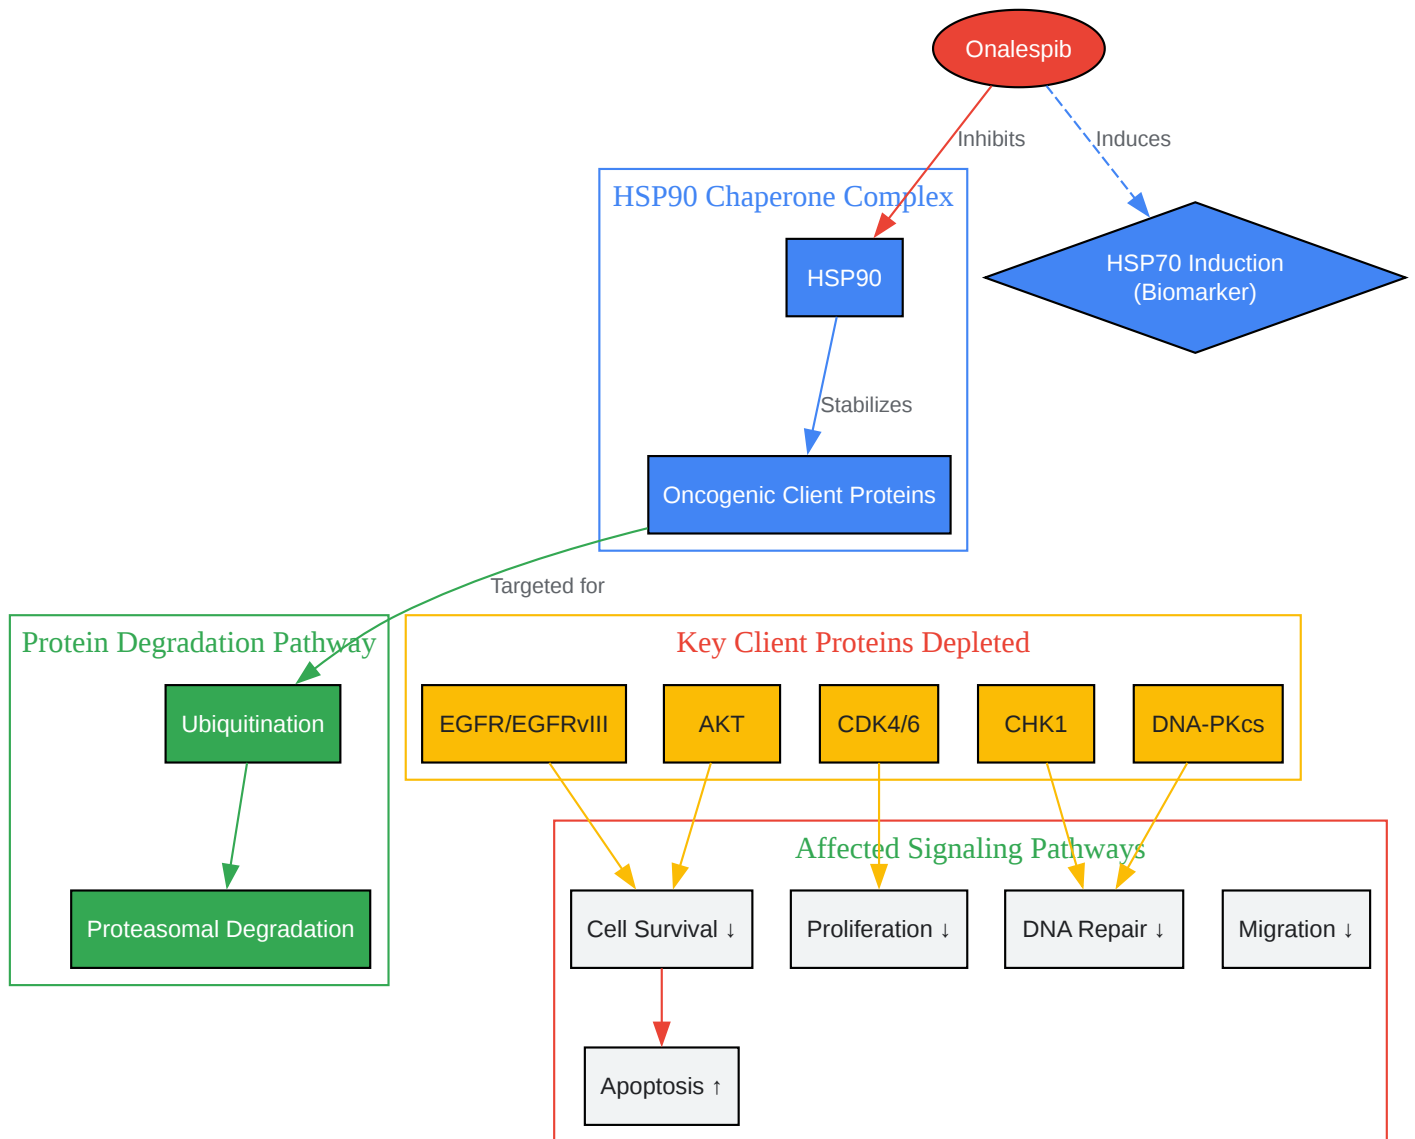 Onalespib
Inhibits
Induces
HSP90 Chaperone Complex
HSP90
HSP70 Induction
(Biomarker)
Stabilizes
Oncogenic Client Proteins
Targeted for
Protein Degradation Pathway
Key Client Proteins Depleted
Ubiquitination
EGFR/EGFRvIII
AKT
CDK4/6
CHK1
DNA-PKcs
Affected Signaling Pathways
Proteasomal Degradation
Cell Survival ↓
Proliferation ↓
DNA Repair ↓
Migration ↓
Apoptosis ↑